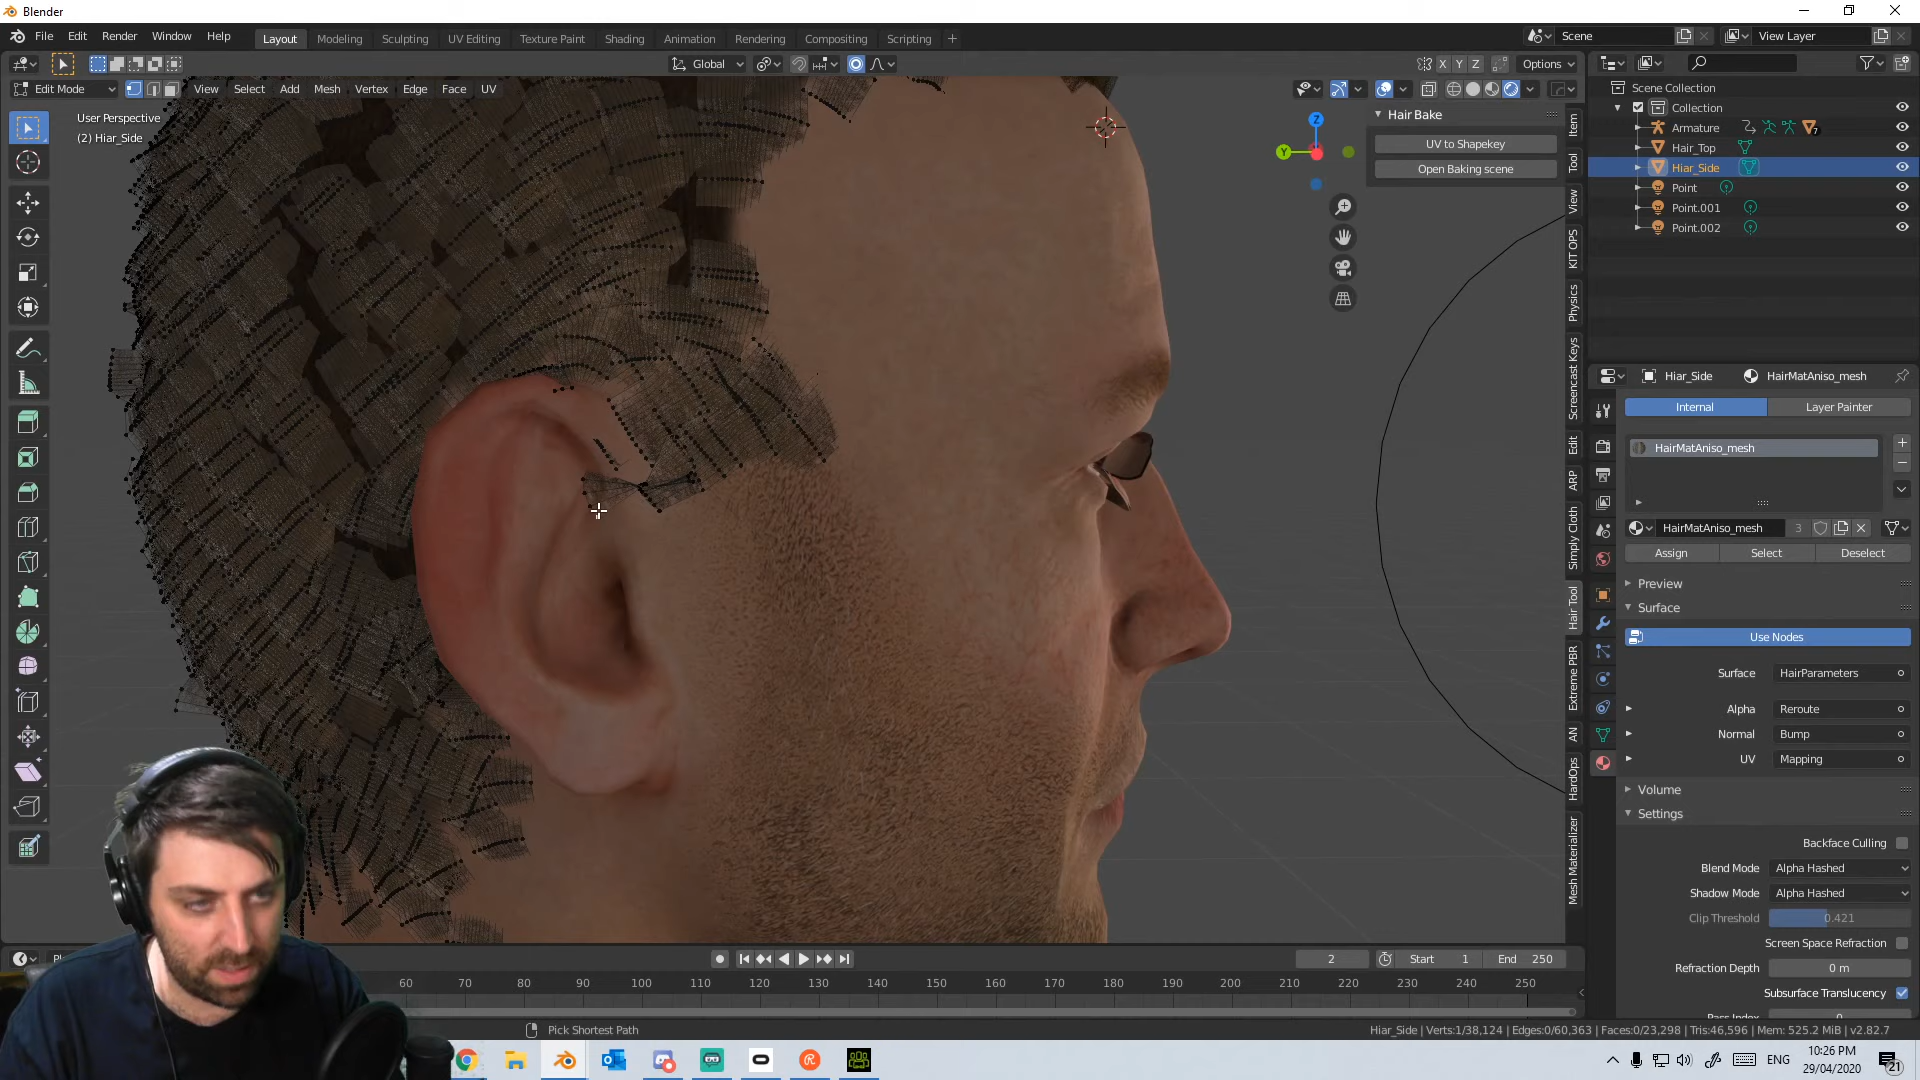 Blender
File Edit Render Window Help
Layout Modeling Sculpting UV Editing Texture Paint Shading Animation Rendering Compositing Scripting
Scene
View Layer
Global
X Y Z
Options
Edit Mode
View Select Add Mesh Vertex Edge Face UV
User Perspective
(2) Hiar_Side
Hair Bake
UV to Shapekey
Open Baking scene
Z
Y
Item
Tool
View
KIT OPS
Physics
Screencast Keys
Edit
ARP
Simply Cloth
Hair Tool
Extreme PBR
AN
HardOps
Mesh Materializer
Scene Collection
Collection
Armature
7
Hair_Top
Hiar_Side
Point
Point.001
Point.002
Hiar_Side HairMatAniso_mesh
Internal Layer Painter
HairMatAniso_mesh
HairMatAniso_mesh 3
Assign Select Deselect
Preview
Surface
Use Nodes
Surface HairParameters
Alpha Reroute
Normal Bump
UV Mapping
Volume
Settings
Backface Culling
Blend Mode Alpha Hashed
Shadow Mode Alpha Hashed
Clip Threshold 0.421
Screen Space Refraction
Refraction Depth 0 m
Subsurface Translucency
2
Start 1
End 250
60 70 80 90 100 110 120 130 140 150 160 170 180 190 200 210 220 230 240 250
Pick Shortest Path
Hiar_Side | Verts:1/38,124 | Edges:0/60,363 | Faces:0/23,298 | Tris:46,596 | Mem: 525.2 MiB | v2.82.7
ENG
10:26 PM
29/04/2020
21